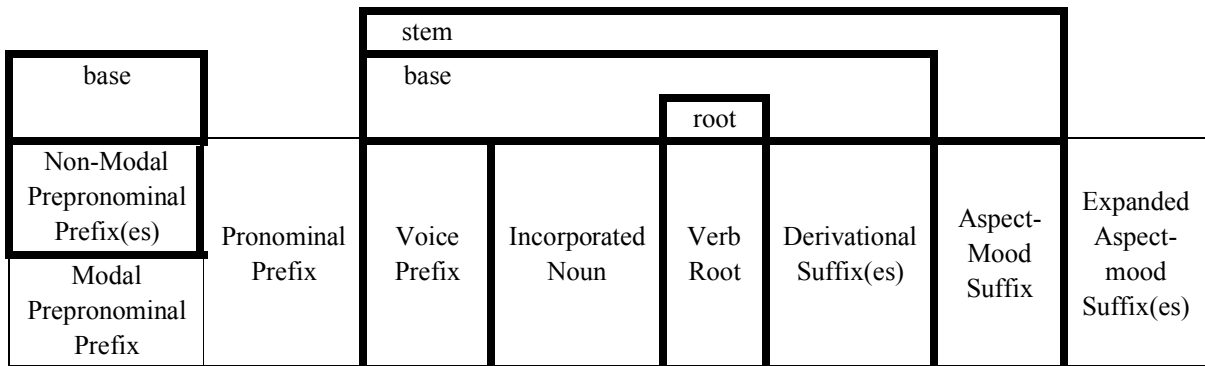 stem
base
base
root
Non-Modal
Prepronominal
Prefix(es)
Modal
Prepronominal
Prefix
Pronominal
Prefix
Voice
Prefix
Incorporated
Noun
Verb
Root
Derivational
Suffix(es)
Aspect-
Mood
Suffix
Expanded
Aspect-
mood
Suffix(es)